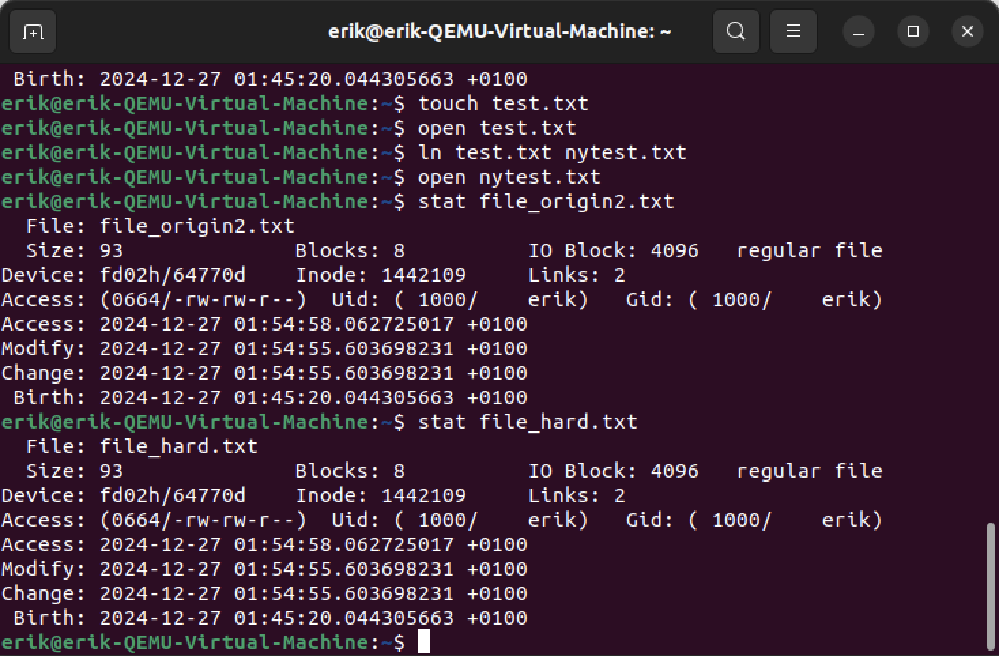 erik@erik-QEMU-Virtual-Machine: ~
Birth: 2024-12-27 01:45:20.044305663 +0100
erik@erik-QEMU-Virtual-Machine:~$ touch test.txt
erik@erik-QEMU-Virtual-Machine:~$ open test.txt
erik@erik-QEMU-Virtual-Machine:~$ ln test.txt nytest.txt
erik@erik-QEMU-Virtual-Machine:~$ open nytest.txt
erik@erik-QEMU-Virtual-Machine:~$ stat file_origin2.txt
  File: file_origin2.txt
  Size: 93              Blocks: 8          IO Block: 4096   regular file
Device: fd02h/64770d    Inode: 1442109     Links: 2
Access: (0664/-rw-rw-r--)  Uid: ( 1000/    erik)   Gid: ( 1000/    erik)
Access: 2024-12-27 01:54:58.062725017 +0100
Modify: 2024-12-27 01:54:55.603698231 +0100
Change: 2024-12-27 01:54:55.603698231 +0100
 Birth: 2024-12-27 01:45:20.044305663 +0100
erik@erik-QEMU-Virtual-Machine:~$ stat file_hard.txt
  File: file_hard.txt
  Size: 93              Blocks: 8          IO Block: 4096   regular file
Device: fd02h/64770d    Inode: 1442109     Links: 2
Access: (0664/-rw-rw-r--)  Uid: ( 1000/    erik)   Gid: ( 1000/    erik)
Access: 2024-12-27 01:54:58.062725017 +0100
Modify: 2024-12-27 01:54:55.603698231 +0100
Change: 2024-12-27 01:54:55.603698231 +0100
 Birth: 2024-12-27 01:45:20.044305663 +0100
erik@erik-QEMU-Virtual-Machine:~$